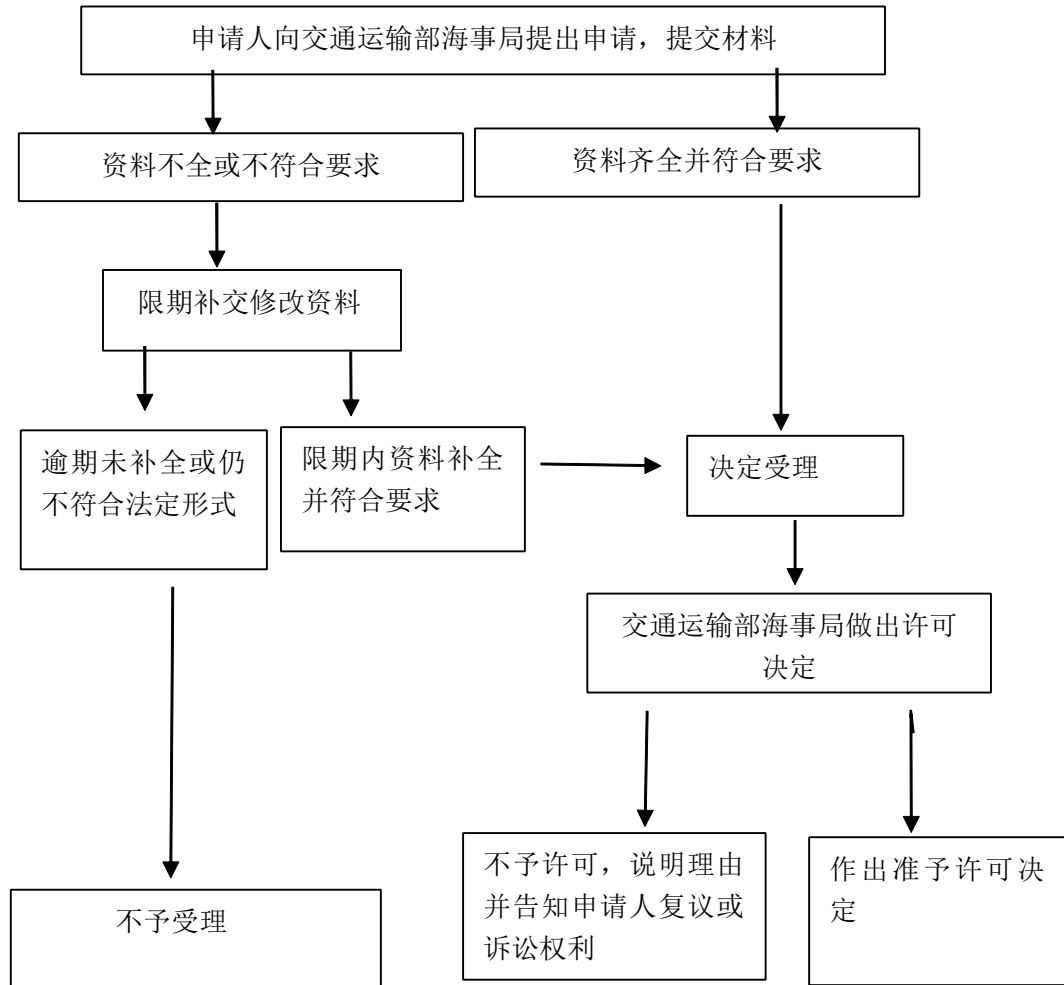 申请人向交通运输部海事局提出申请，提交材料
资料不全或不符合要求
资料齐全并符合要求
限期补交修改资料
逾期未补全或仍
不符合法定形式
限期内资料补全
并符合要求
决定受理
交通运输部海事局做出许可
决定
不予许可，说明理由
并告知申请人复议或
诉讼权利
作出准予许可决
定
不予受理